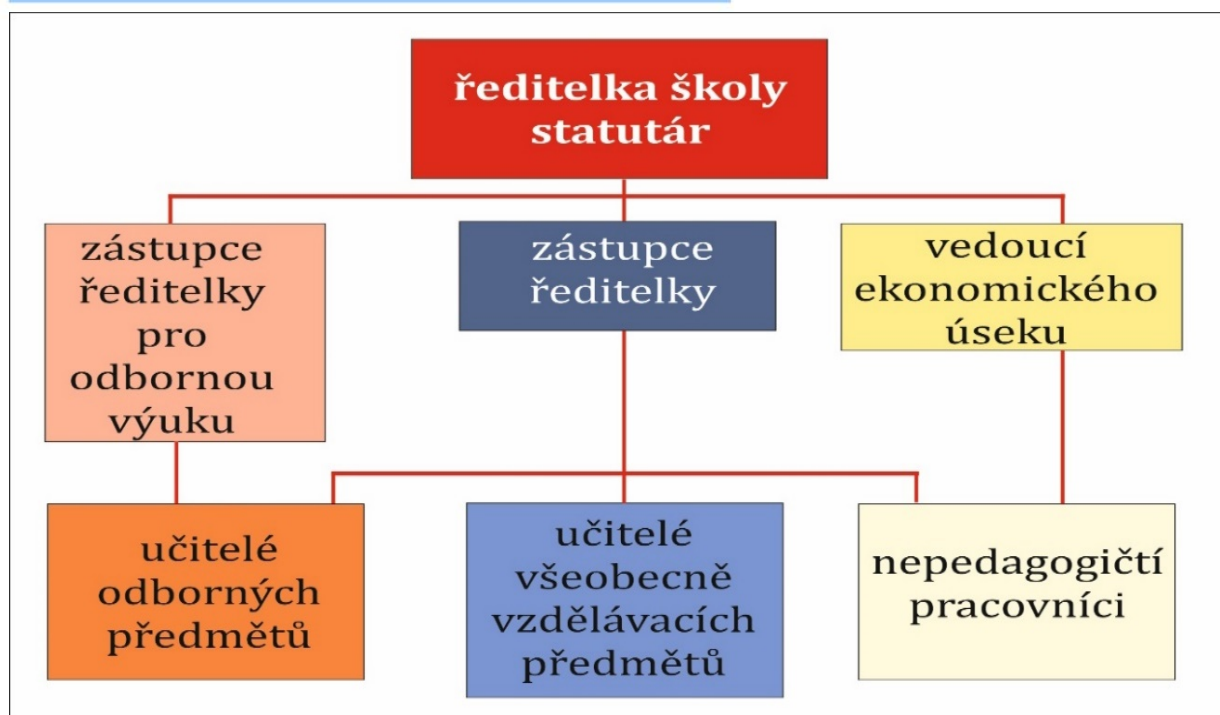 ředitelka školy
statutár
zástupce
ředitelky
pro
odbornou
výuku
zástupce
ředitelky
vedoucí
ekonomického
úseku
učitelé
odborných
předmětů
učitelé
všeobecně
vzdělávacích
předmětů
nepedagogičtí
pracovníci